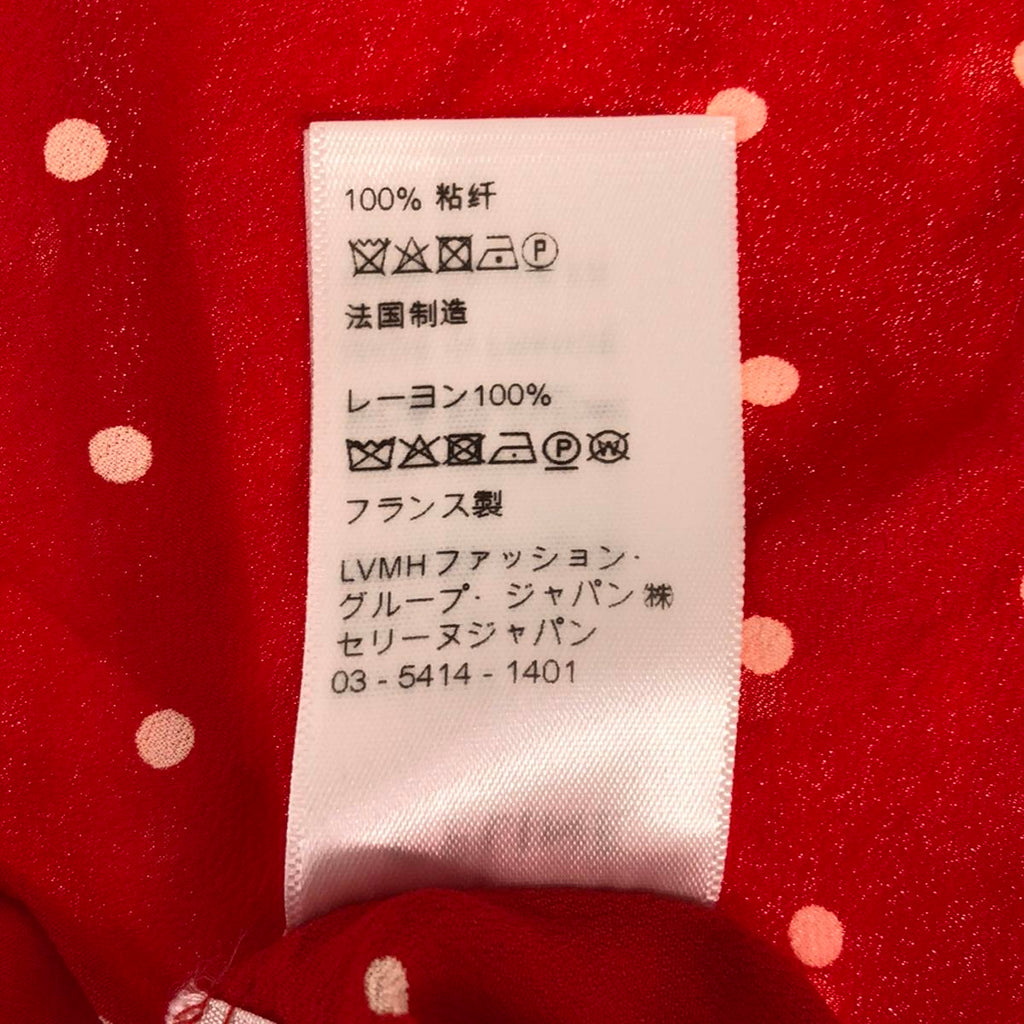 100% 粘纤
法国制造
レーヨン100%
フランス製
LVMHファッション・
グループ・ ジャパン ㈱
セリーヌジャパン
03 - 5414 - 1401